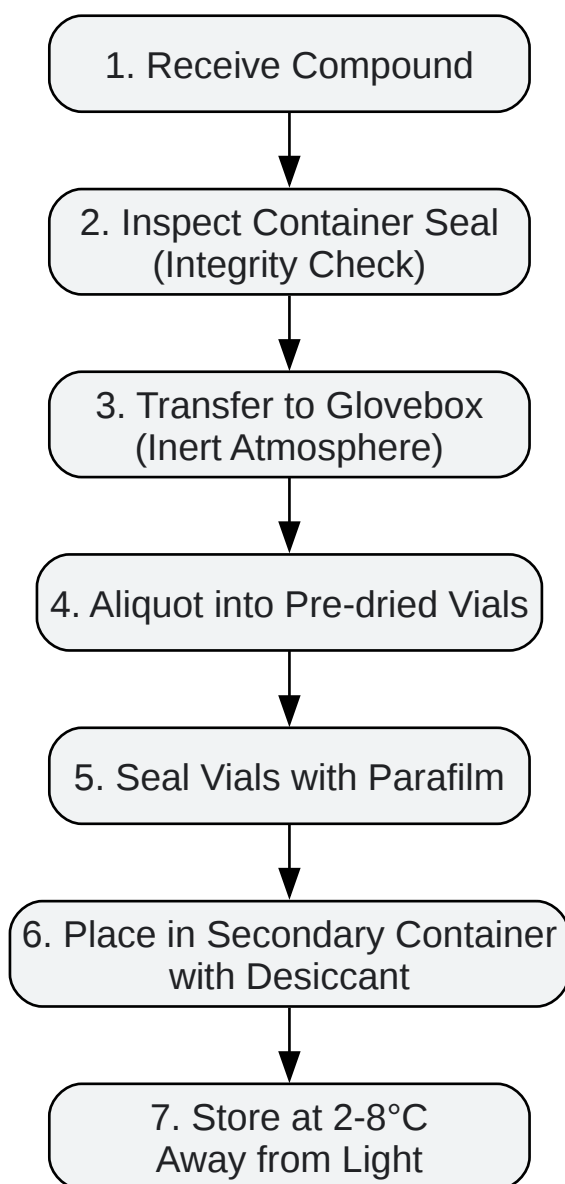 1. Receive Compound
2. Inspect Container Seal
(Integrity Check)
3. Transfer to Glovebox
(Inert Atmosphere)
4. Aliquot into Pre-dried Vials
5. Seal Vials with Parafilm
6. Place in Secondary Container
with Desiccant
7. Store at 2-8°C
Away from Light